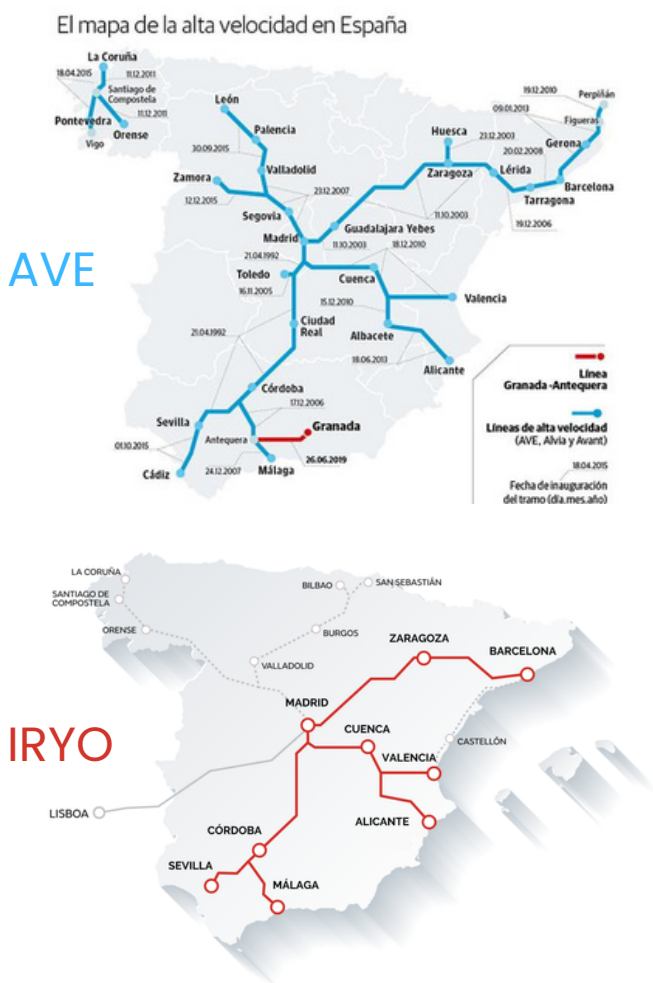 El mapa de la alta velocidad en España
La Coruña
18.04.2015
11.12.2011
Santiago de
Compostela
11.12.2011
Pontevedra
Orense
Vigo
León
Palencia
30.09.2015
Valladolid
Zamora
12.12.2015
23.12.2007
Segovia
Madrid
Huesca
23.12.2003
Zaragoza
Lérida
20.02.2008
09.01.2013
19.12.2010
Perpiñán
Figueras
Gerona
Barcelona
Tarragona
19.12.2006
11.10.2003
Guadalajara Yebes
11.10.2003
18.12.2010
21.04.1992
Toledo
16.11.2005
Cuenca
Valencia
15.12.2010
Albacete
18.06.2013
Alicante
Ciudad
Real
21.04.1992
Córdoba
17.12.2006
Sevilla
Antequera
Granada
26.06.2019
01.10.2015
Cádiz
24.12.2007
Málaga
AVE
Línea
Granada-Antequera
Líneas de alta velocidad
(AVE, Alvia y Avant)
18.04.2015
Fecha de inauguración
del tramo (día.mes.año)
LA CORUÑA
SANTIAGO DE
COMPOSTELA
ORENSE
BILBAO
SAN SEBASTIÁN
BURGOS
VALLADOLID
ZARAGOZA
BARCELONA
MADRID
CUENCA
CASTELLÓN
VALENCIA
IRYO
LISBOA
ALICANTE
CÓRDOBA
SEVILLA
MÁLAGA